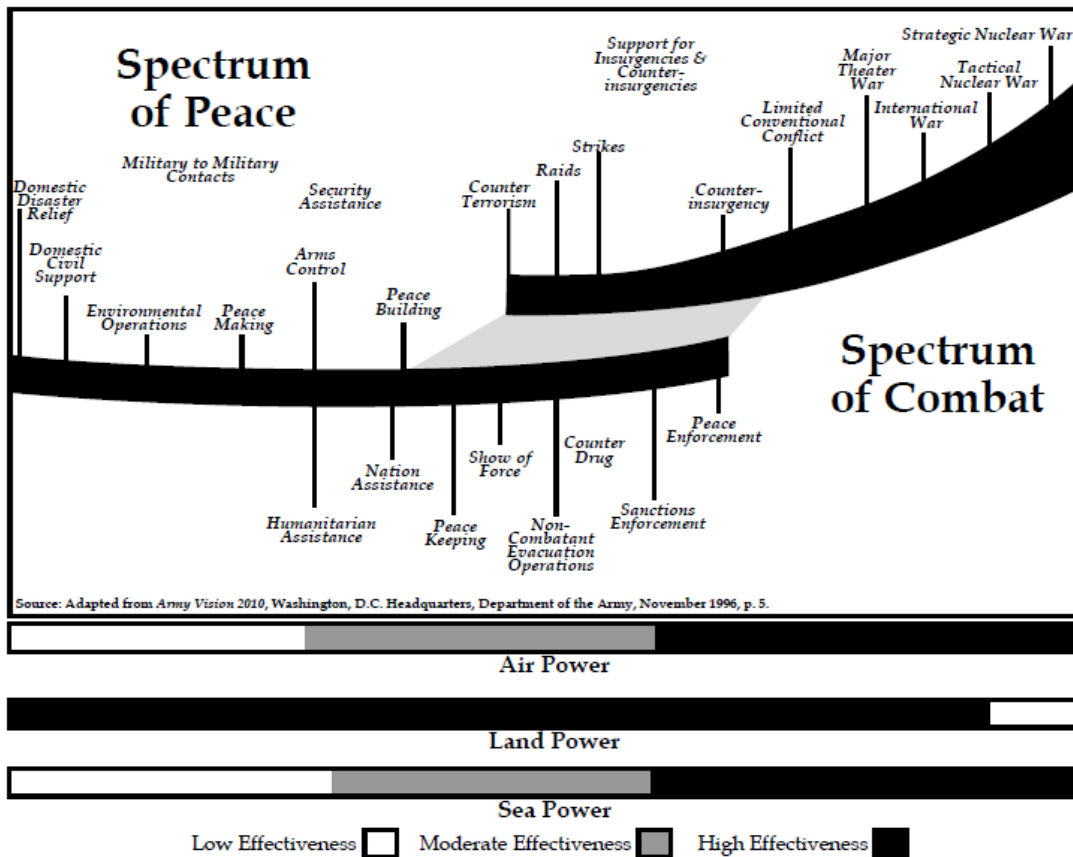 Spectrum
of Peace
Military to Military
Contacts
Domestic
Disaster
Relief
Domestic
Civil
Support
Environmental
Operations
Peace
Making
Security
Assistance
Arms
Control
Peace
Building
Counter
Terrorism
Raids
Strikes
Support for
Insurgencies &
Counter-
insurgencies
Counter-
insurgency
Limited
Conventional
Conflict
Major
Theater
War
International
War
Tactical
Nuclear War
Strategic Nuclear War
Spectrum
of Combat
Humanitarian
Assistance
Nation
Assistance
Peace
Keeping
Show of
Force
Non-
Combatant
Evacuation
Operations
Counter
Drug
Sanctions
Enforcement
Peace
Enforcement
Source: Adapted from Army Vision 2010, Washington, D.C. Headquarters, Department of the Army, November 1996, p. 5.
Air Power
Land Power
Sea Power
Low Effectiveness
Moderate Effectiveness
High Effectiveness